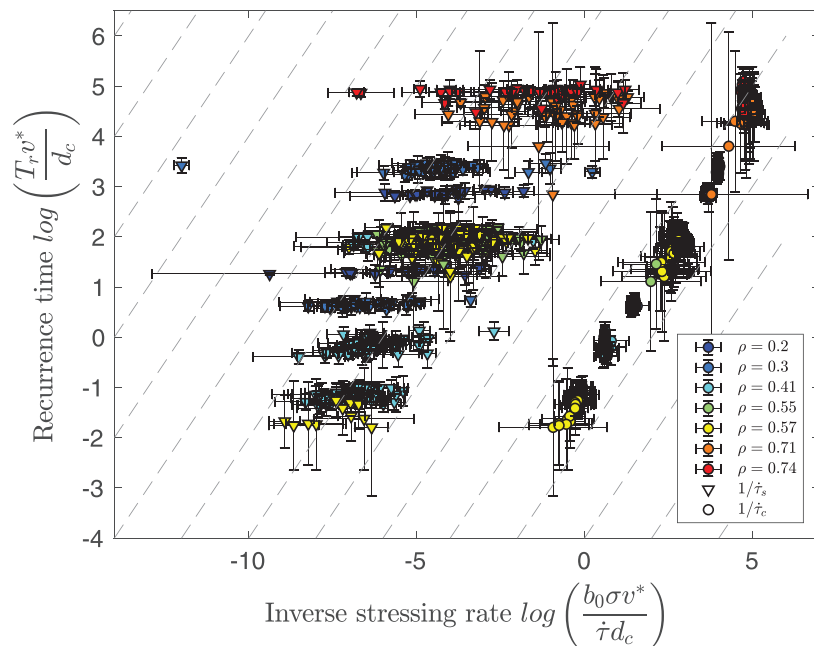 6
5
4
3
2
1
0
-1
-2
-3
-4
Recurrence time log (T_r v* / d_c)
-10
-5
0
5
Inverse stressing rate log (b_0 σ v* / τ̇ d_c)
ρ = 0.2
ρ = 0.3
ρ = 0.41
ρ = 0.55
ρ = 0.57
ρ = 0.71
ρ = 0.74
1/τ̇_s
1/τ̇_c